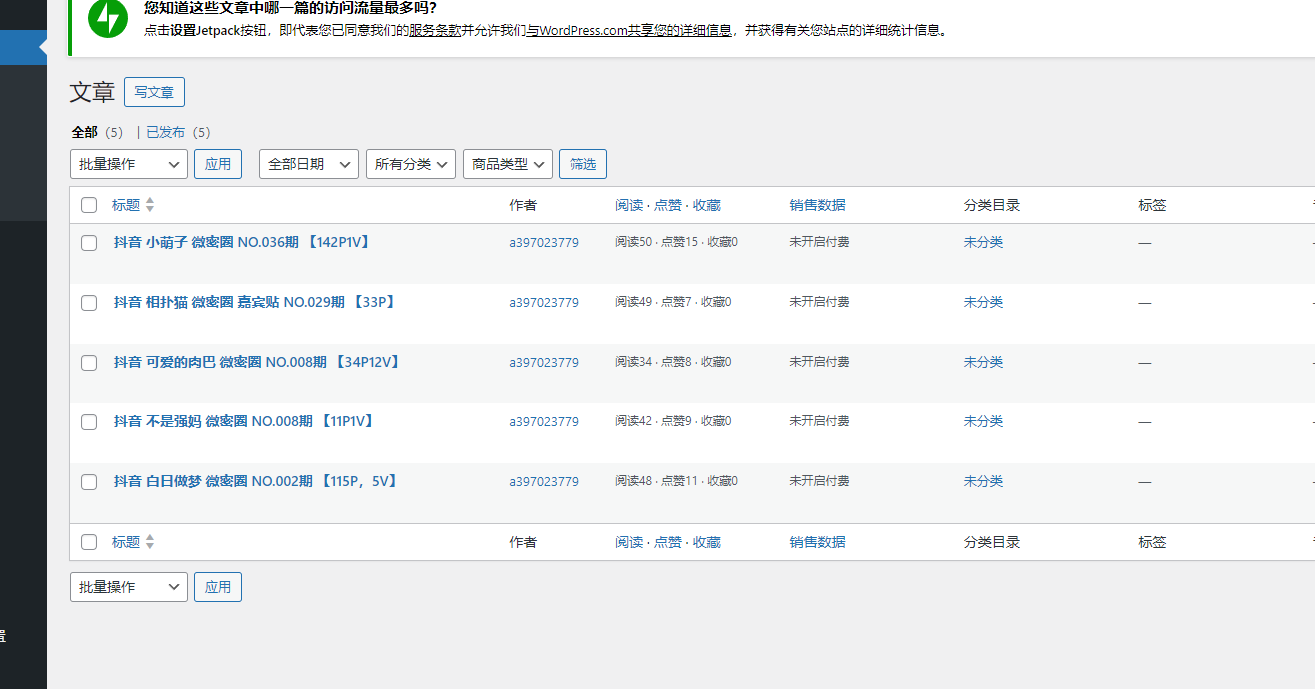 您知道这些文章中哪一篇的访问流量最多吗?
点击设置Jetpack按钮，即代表您已同意我们的服务条款并允许我们与WordPress.com共享您的详细信息，并获得有关您站点的详细统计信息。
文章 写文章
全部 (5) | 已发布 (5)
批量操作 应用 全部日期 所有分类 商品类型 筛选
标题 作者 阅读 · 点赞 · 收藏 销售数据 分类目录 标签
抖音 小萌子 微密圈 NO.036期 【142P1V】 a397023779 阅读50 · 点赞15 · 收藏0 未开启付费 未分类 —
抖音 相扑猫 微密圈 嘉宾贴 NO.029期 【33P】 a397023779 阅读49 · 点赞7 · 收藏0 未开启付费 未分类 —
抖音 可爱的肉巴 微密圈 NO.008期 【34P12V】 a397023779 阅读34 · 点赞8 · 收藏0 未开启付费 未分类 —
抖音 不是强妈 微密圈 NO.008期 【11P1V】 a397023779 阅读42 · 点赞9 · 收藏0 未开启付费 未分类 —
抖音 白日做梦 微密圈 NO.002期 【115P，5V】 a397023779 阅读48 · 点赞11 · 收藏0 未开启付费 未分类 —
标题 作者 阅读 · 点赞 · 收藏 销售数据 分类目录 标签
批量操作 应用
置